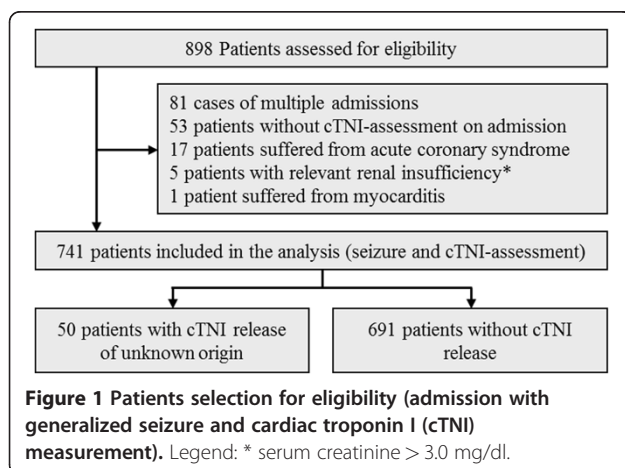 898 Patients assessed for eligibility
81 cases of multiple admissions
53 patients without cTNI-assessment on admission
17 patients suffered from acute coronary syndrome
5 patients with relevant renal insufficiency*
1 patient suffered from myocarditis
741 patients included in the analysis (seizure and cTNI-assessment)
50 patients with cTNI release
of unknown origin
691 patients without cTNI
release
Figure 1 Patients selection for eligibility (admission with
generalized seizure and cardiac troponin I (cTNI)
measurement). Legend: * serum creatinine > 3.0 mg/dl.